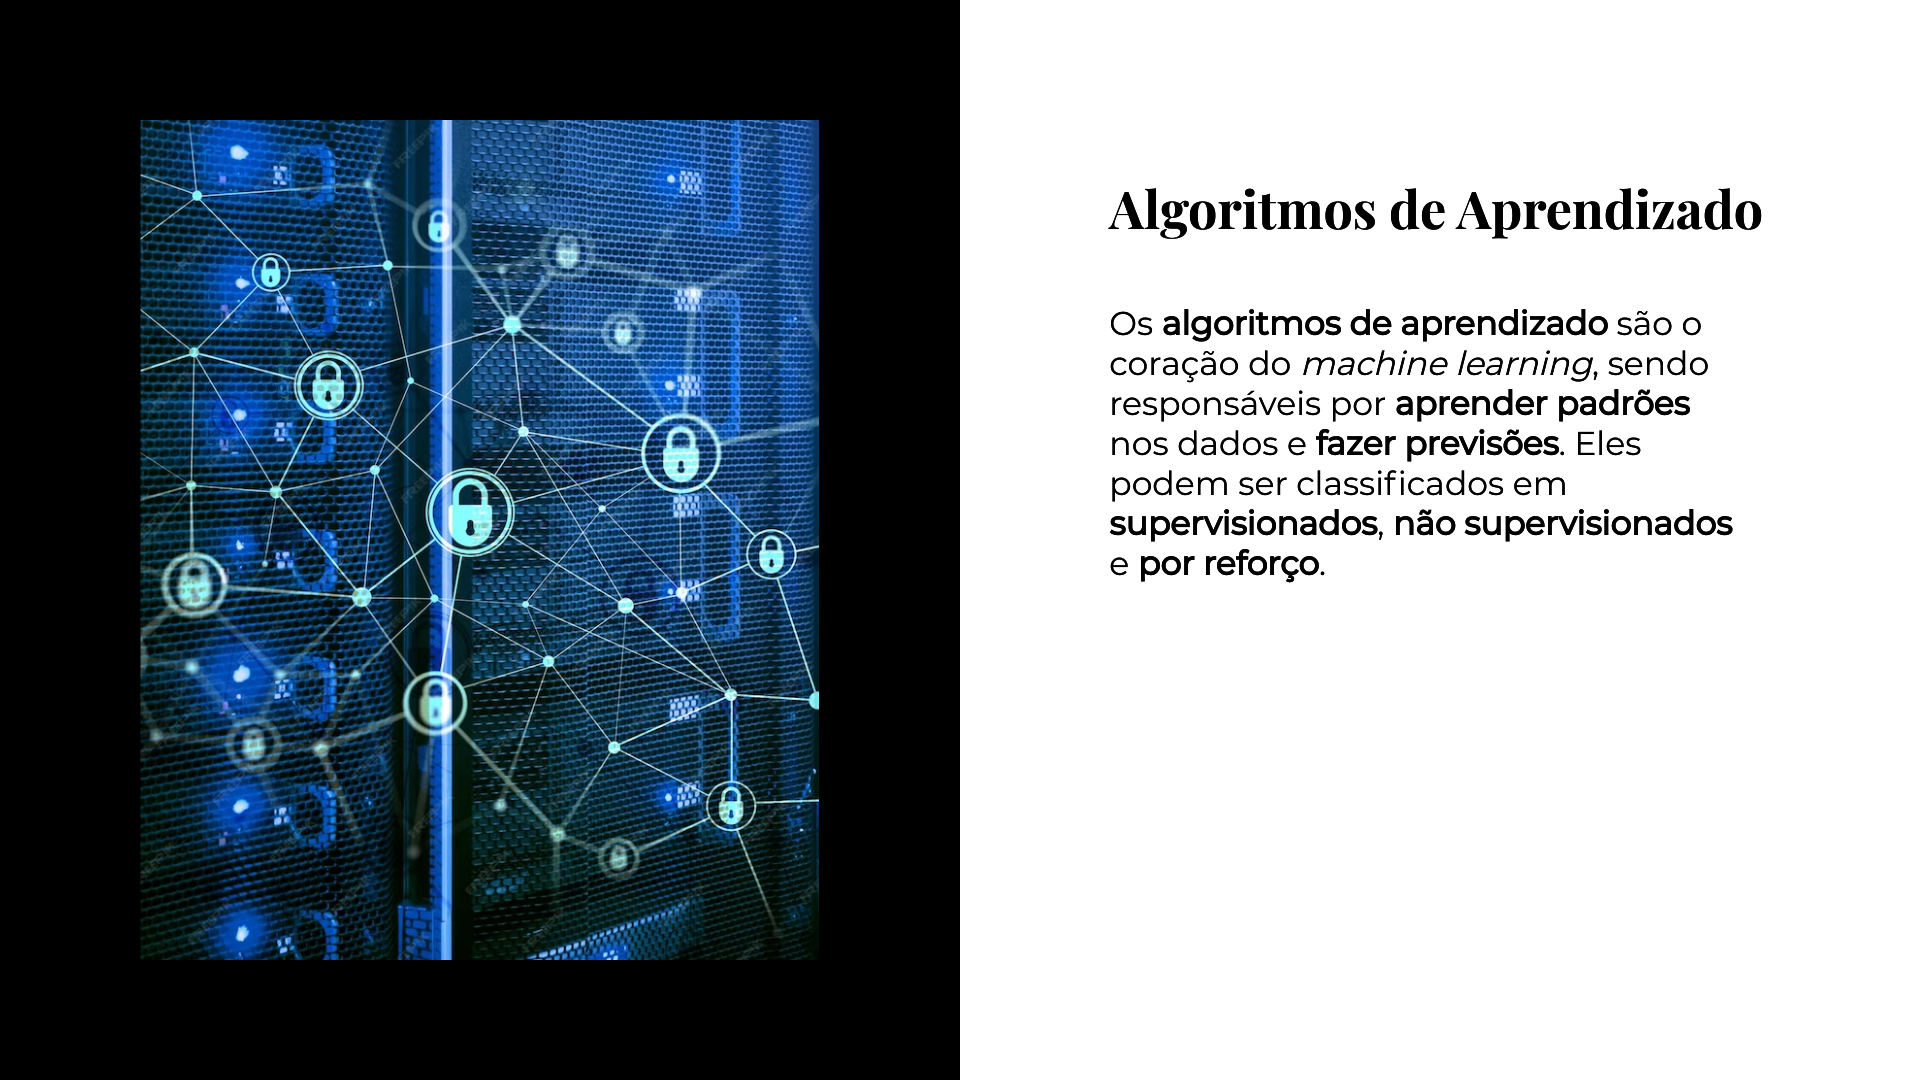 Algoritmos de Aprendizado
Os algoritmos de aprendizado são o
coração do machine learning, sendo
responsáveis por aprender padrões
nos dados e fazer previsões. Eles
podem ser classificados em
supervisionados, não supervisionados
e por reforço.